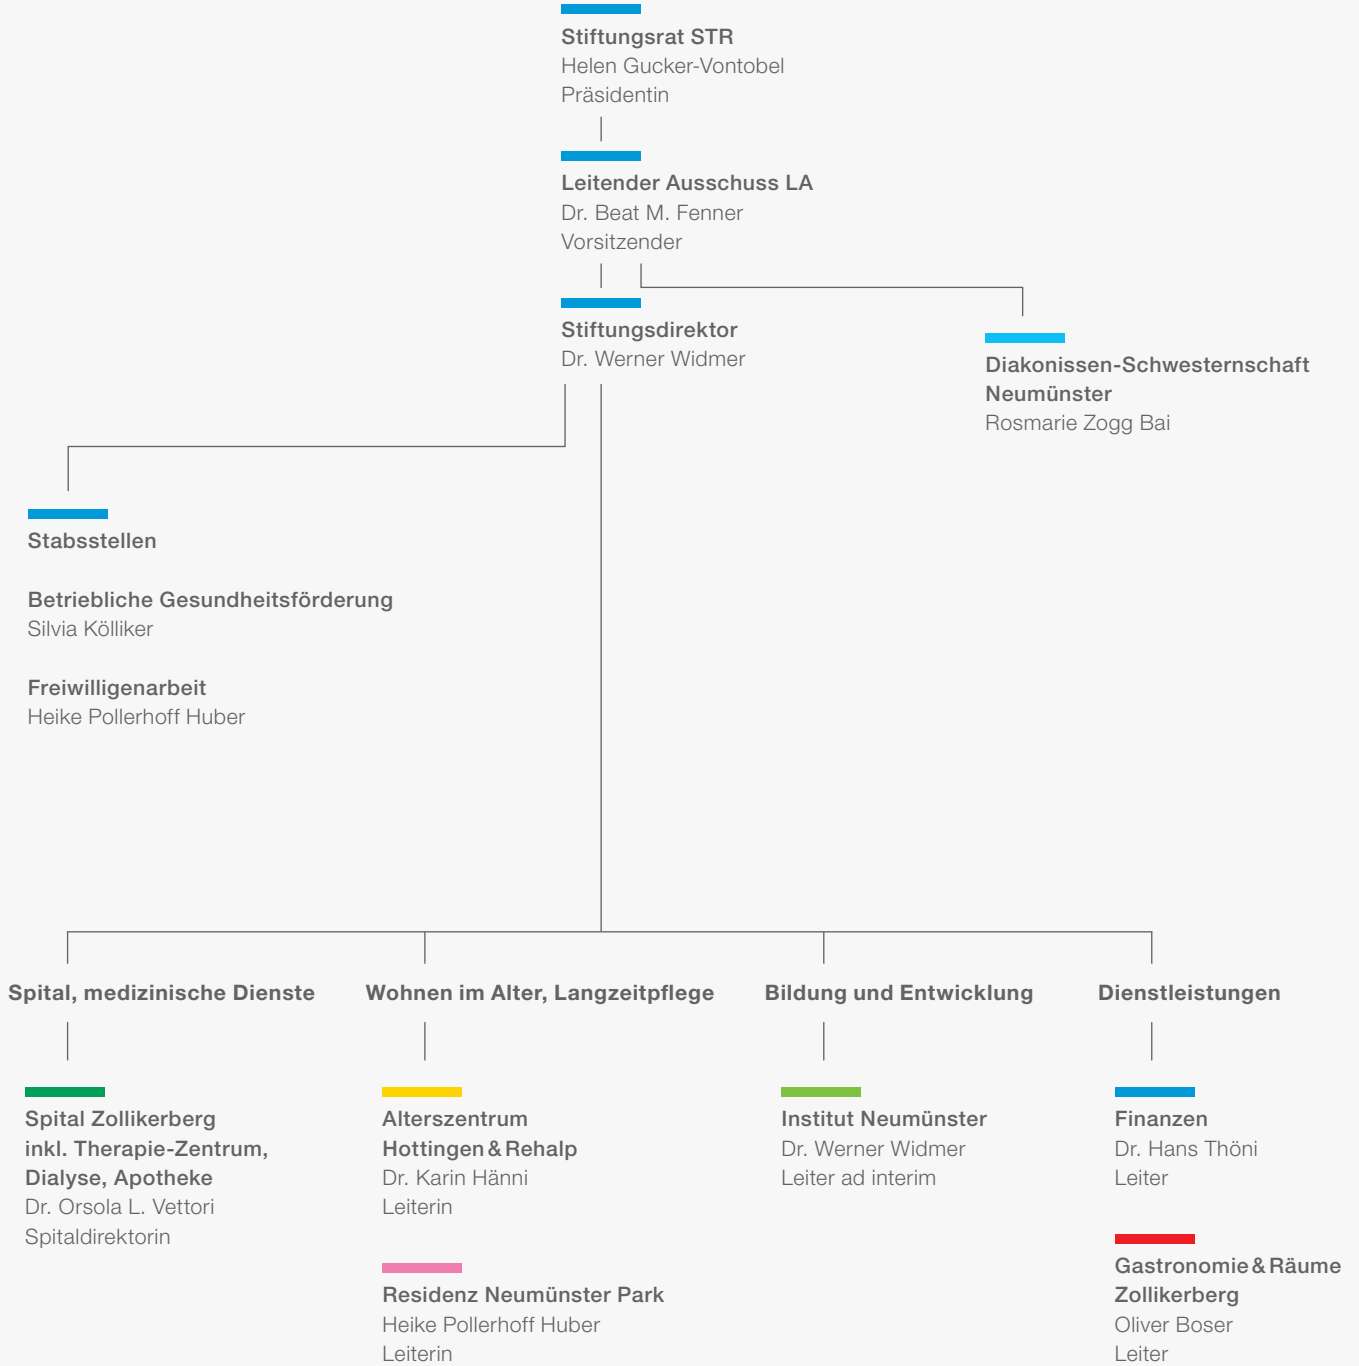 Stiftungsrat STR
Helen Gucker-Vontobel
Präsidentin
Leitender Ausschuss LA
Dr. Beat M. Fenner
Vorsitzender
Stiftungsdirektor
Dr. Werner Widmer
Diakonissen-Schwesternschaft
Neumünster
Rosmarie Zogg Bai
Stabsstellen
Betriebliche Gesundheitsförderung
Silvia Kölliker
Freiwilligenarbeit
Heike Pollerhoff Huber
Spital, medizinische Dienste
Spital Zollikerberg
inkl. Therapie-Zentrum,
Dialyse, Apotheke
Dr. Orsola L. Vettori
Spitaldirektorin
Wohnen im Alter, Langzeitpflege
Alterszentrum
Hottingen & Rehalp
Dr. Karin Hänni
Leiterin
Residenz Neumünster Park
Heike Pollerhoff Huber
Leiterin
Bildung und Entwicklung
Institut Neumünster
Dr. Werner Widmer
Leiter ad interim
Dienstleistungen
Finanzen
Dr. Hans Thöni
Leiter
Gastronomie & Räume
Zollikerberg
Oliver Boser
Leiter